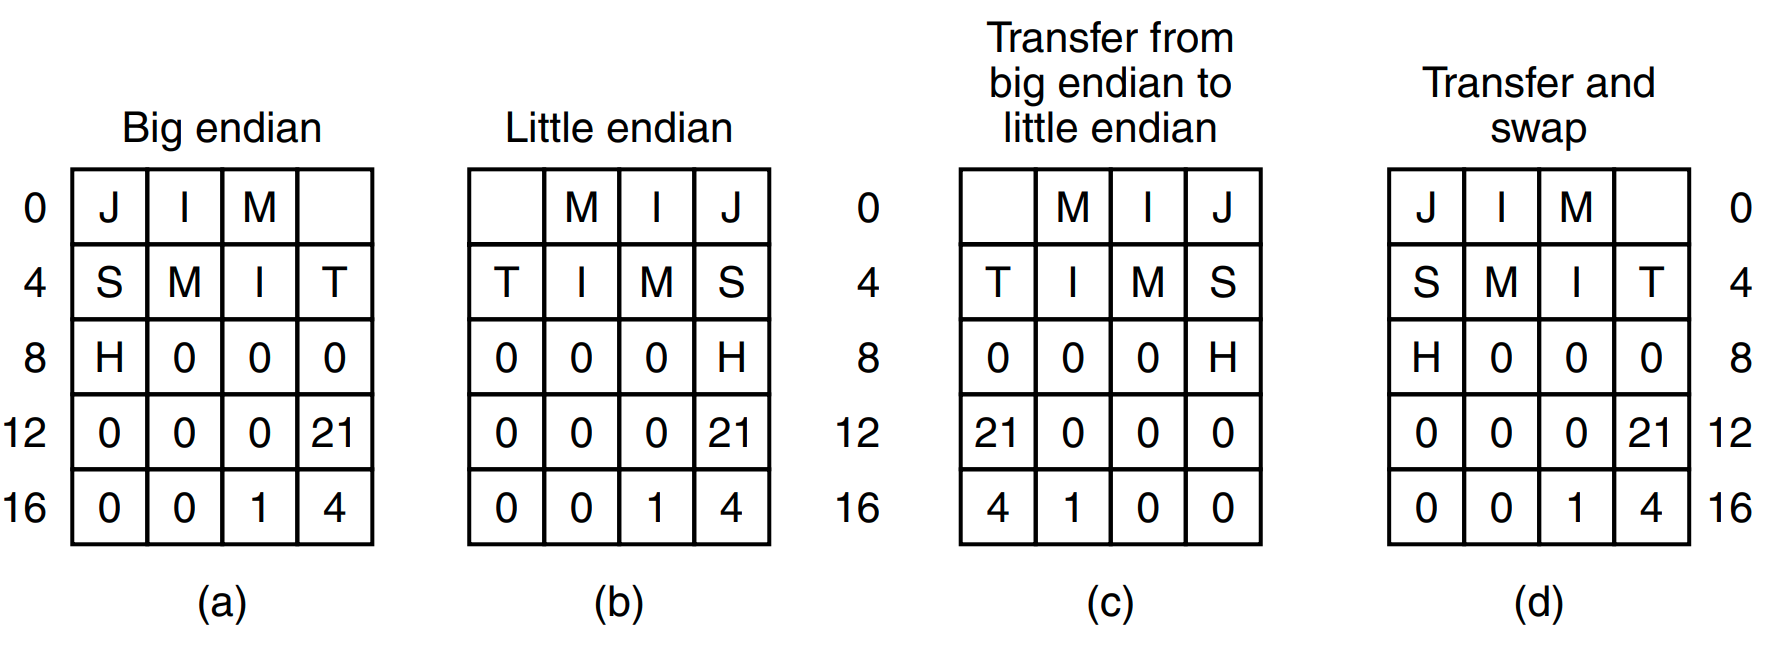 Big endian
Little endian
Transfer from
big endian to
little endian
Transfer and
swap
0 J I M
4 S M I T
8 H 0 0 0
12 0 0 0 21
16 0 0 1 4
(a)
M I J
T I M S
0 0 0 H
0 0 0 21
0 0 1 4
(b)
0 M I J
4 T I M S
8 0 0 0 H
12 21 0 0 0
16 4 1 0 0
(c)
J I M 0
S M I T 4
H 0 0 0 8
0 0 0 21 12
0 0 1 4 16
(d)